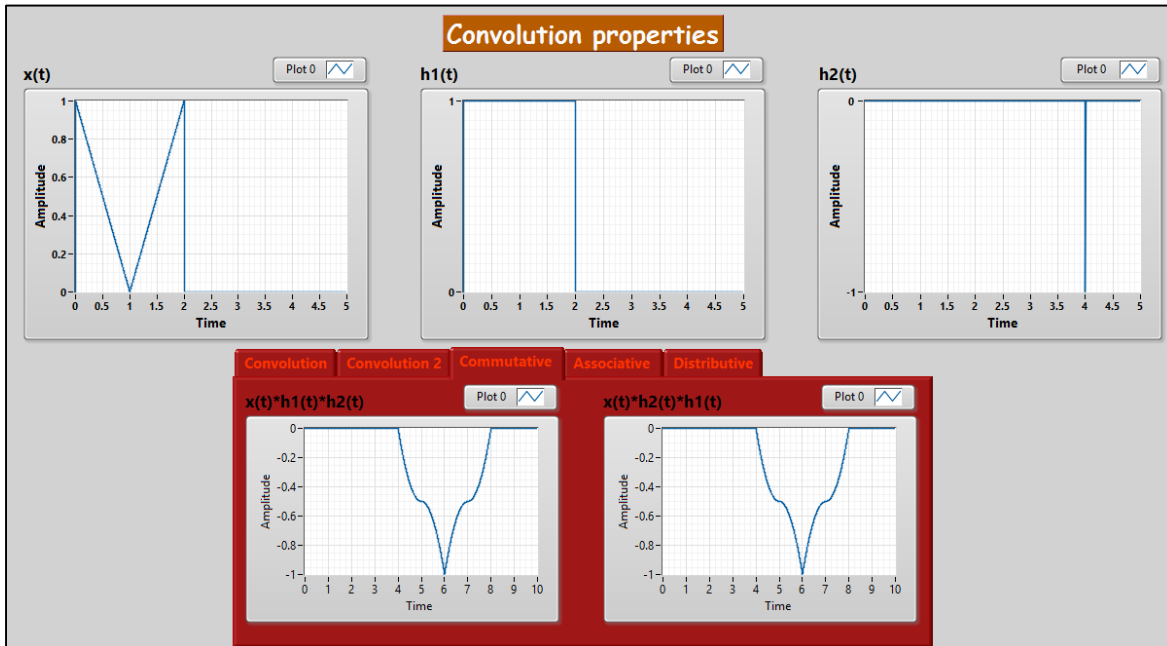 Convolution properties
x(t)
Plot 0
h1(t)
Plot 0
h2(t)
Plot 0
Amplitude
1
0.8
0.6
0.4
0.2
0
0 0.5 1 1.5 2 2.5 3 3.5 4 4.5 5
Time
Amplitude
1
0
0 0.5 1 1.5 2 2.5 3 3.5 4 4.5 5
Time
Amplitude
0
-1
0 0.5 1 1.5 2 2.5 3 3.5 4 4.5 5
Time
Convolution Convolution 2 Commutative Associative Distributive
x(t)*h1(t)*h2(t)
Plot 0
x(t)*h2(t)*h1(t)
Plot 0
Amplitude
0
-0.2
-0.4
-0.6
-0.8
-1
0 1 2 3 4 5 6 7 8 9 10
Time
Amplitude
0
-0.2
-0.4
-0.6
-0.8
-1
0 1 2 3 4 5 6 7 8 9 10
Time